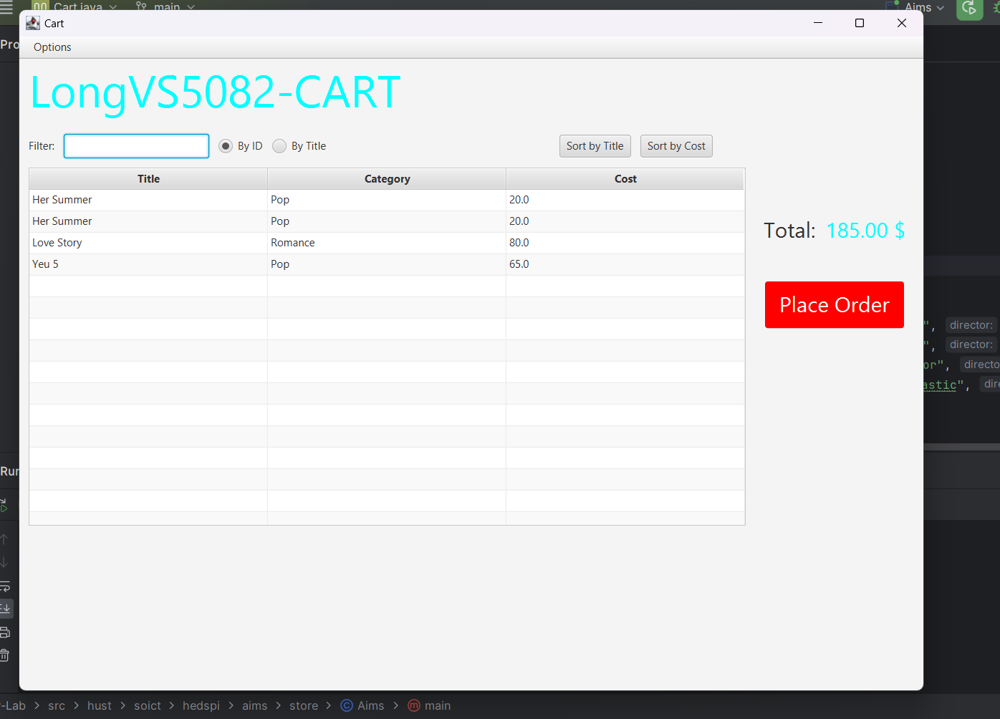 Cart.java main Aims
Cart
Pro
Options
LongVS5082-CART
Filter: By ID By Title Sort by Title Sort by Cost
Title Category Cost
Her Summer Pop 20.0
Her Summer Pop 20.0
Love Story Romance 80.0
Yeu 5 Pop 65.0
Total: 185.00 $
Place Order
", director:
", director:
or", directo
astic", dire
Run
-Lab > src > hust > soict > hedspi > aims > store > Aims > main